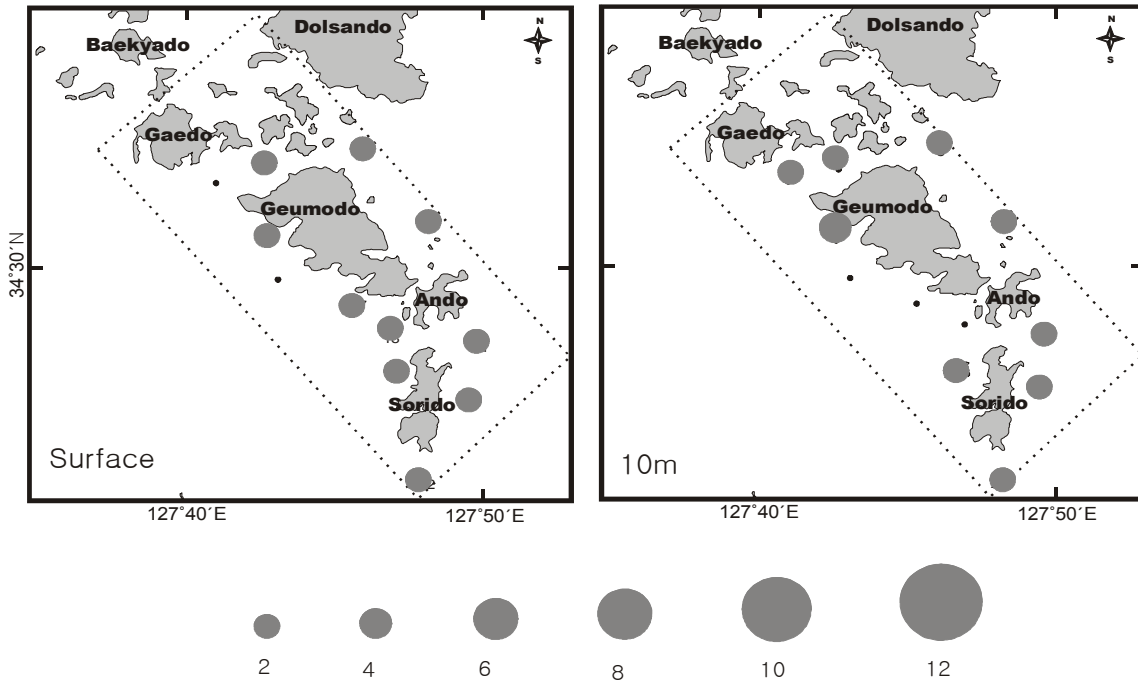 N
S
Dolsando
Baekyado
Gaedo
Geumodo
Ando
Sorido
34°30′N
Surface
127°40′E
127°50′E
N
S
Dolsando
Baekyado
Gaedo
Geumodo
Ando
Sorido
10m
127°40′E
127°50′E
2 4 6 8 10 12